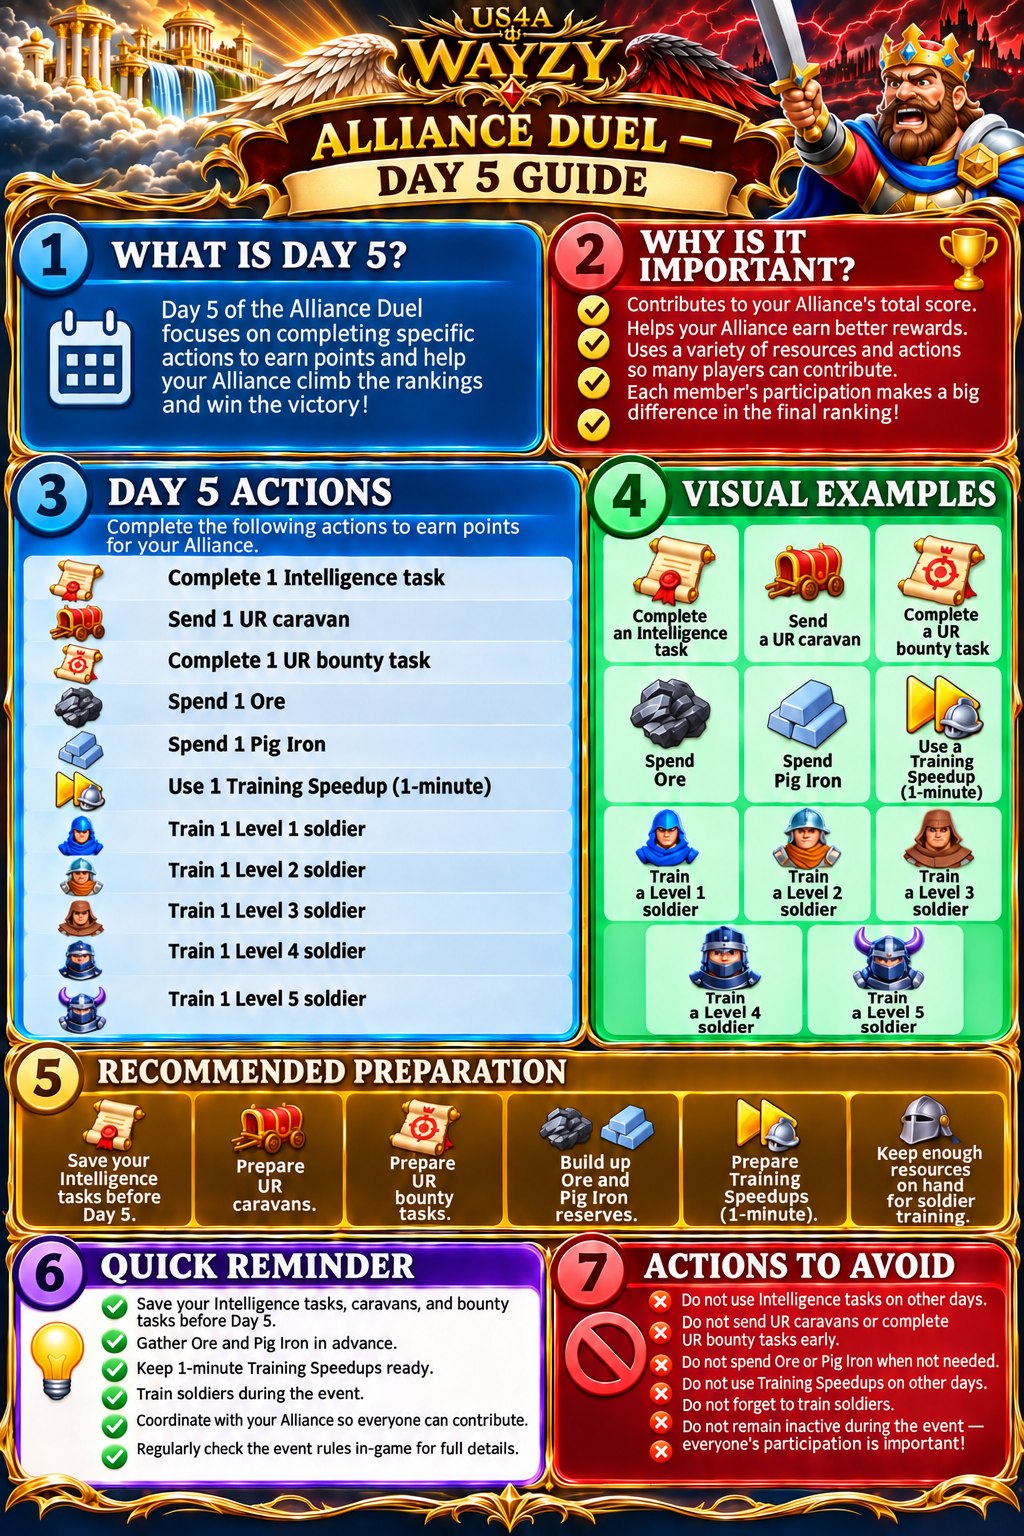 US4A
WAYZY
ALLIANCE DUEL –
DAY 5 GUIDE
1
WHAT IS DAY 5?
Day 5 of the Alliance Duel
focuses on completing specific
actions to earn points and help
your Alliance climb the rankings
and win the victory!
2
WHY IS IT
IMPORTANT?
Contributes to your Alliance's total score.
Helps your Alliance earn better rewards.
Uses a variety of resources and actions
so many players can contribute.
Each member's participation makes a big
difference in the final ranking!
3
DAY 5 ACTIONS
Complete the following actions to earn points
for your Alliance.
Complete 1 Intelligence task
Send 1 UR caravan
Complete 1 UR bounty task
Spend 1 Ore
Spend 1 Pig Iron
Use 1 Training Speedup (1-minute)
Train 1 Level 1 soldier
Train 1 Level 2 soldier
Train 1 Level 3 soldier
Train 1 Level 4 soldier
Train 1 Level 5 soldier
4
VISUAL EXAMPLES
Complete
an Intelligence
task
Send
a UR caravan
Complete
a UR
bounty task
Spend
Ore
Spend
Pig Iron
Use a
Training
Speedup
(1-minute)
Train
a Level 1
soldier
Train
a Level 2
soldier
Train
a Level 3
soldier
Train
a Level 4
soldier
Train
a Level 5
soldier
5
RECOMMENDED PREPARATION
Save your
Intelligence
tasks before
Day 5.
Prepare
UR
caravans.
Prepare
UR
bounty
tasks.
Build up
Ore and
Pig Iron
reserves.
Prepare
Training
Speedups
(1-minute).
Keep enough
resources
on hand
for soldier
training.
6
QUICK REMINDER
Save your Intelligence tasks, caravans, and bounty
tasks before Day 5.
Gather Ore and Pig Iron in advance.
Keep 1-minute Training Speedups ready.
Train soldiers during the event.
Coordinate with your Alliance so everyone can contribute.
Regularly check the event rules in-game for full details.
7
ACTIONS TO AVOID
Do not use Intelligence tasks on other days.
Do not send UR caravans or complete
UR bounty tasks early.
Do not spend Ore or Pig Iron when not needed.
Do not use Training Speedups on other days.
Do not forget to train soldiers.
Do not remain inactive during the event —
everyone's participation is important!